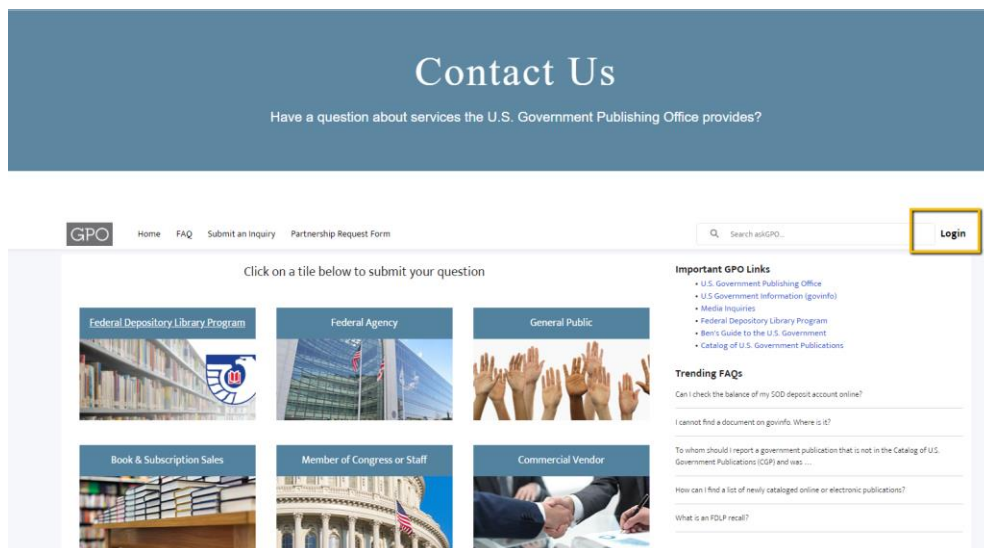 Contact Us
Have a question about services the U.S. Government Publishing Office provides?
GPO
Home
FAQ
Submit an Inquiry
Partnership Request Form
Search askGPO...
Login
Click on a tile below to submit your question
Federal Depository Library Program
Federal Agency
General Public
Book & Subscription Sales
Member of Congress or Staff
Commercial Vendor
Important GPO Links
• U.S. Government Publishing Office
• U.S Government Information (govinfo)
• Media Inquiries
• Federal Depository Library Program
• Ben's Guide to the U.S. Government
• Catalog of U.S. Government Publications
Trending FAQs
Can I check the balance of my SOD deposit account online?
I cannot find a document on govinfo. Where is it?
To whom should I report a government publication that is not in the Catalog of U.S.
Government Publications (CGP) and was ....
How can I find a list of newly cataloged online or electronic publications?
What is an FDLP recall?